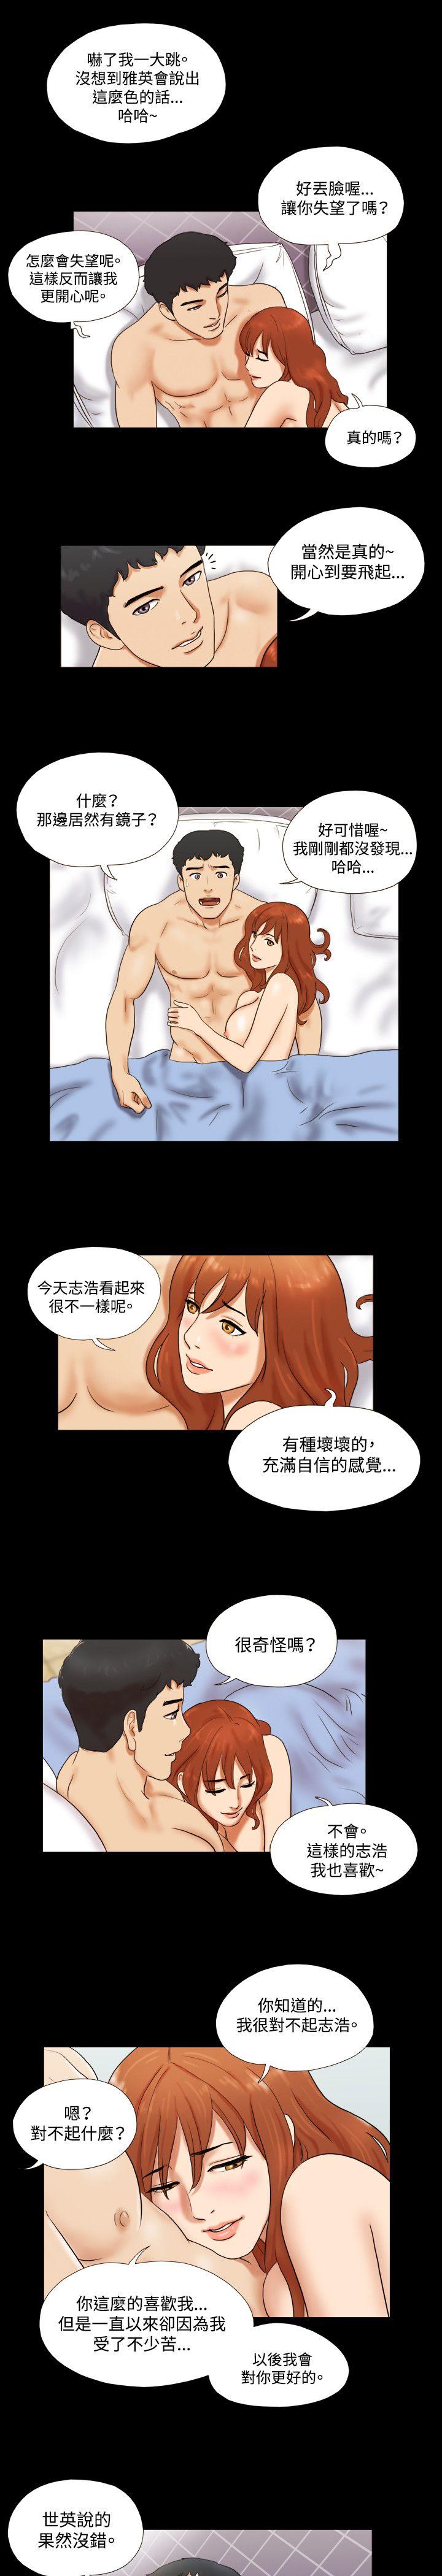 嚇了我一大跳。
沒想到雅英會說出
這麼色的話...
哈哈~
好丟臉喔...
讓你失望了嗎？
怎麼會失望呢。
這樣反而讓我
更開心呢。
真的嗎？
當然是真的~
開心到要飛起...
什麼？
那邊居然有鏡子？
好可惜喔~
我剛剛都沒發現...
哈哈...
今天志浩看起來
很不一樣呢。
有種壞壞的，
充滿自信的感覺...
很奇怪嗎？
不會。
這樣的志浩
我也喜歡~
你知道的...
我很對不起志浩。
嗯？
對不起什麼？
你這麼的喜歡我...
但是一直以來卻因為我
受了不少苦...
以後我會
對你更好的。
世英說的
果然沒錯。